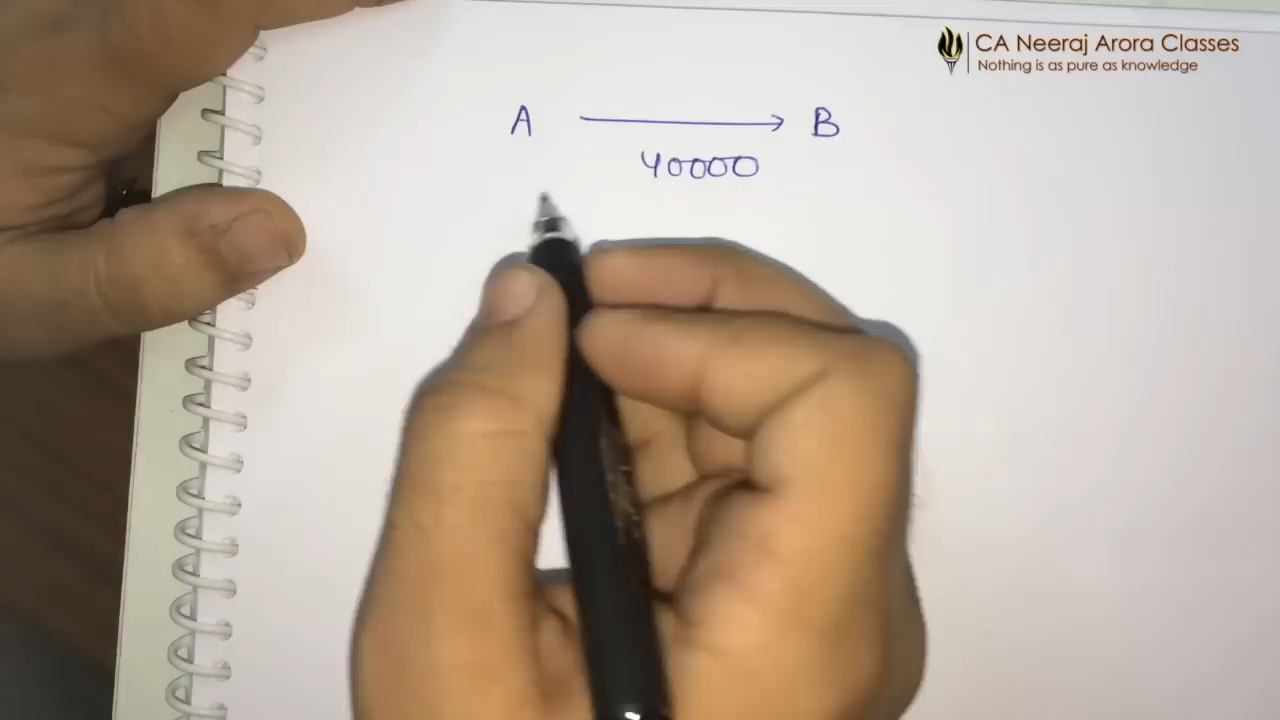 CA Neeraj Arora Classes
Nothing is as pure as knowledge
A → B
40000